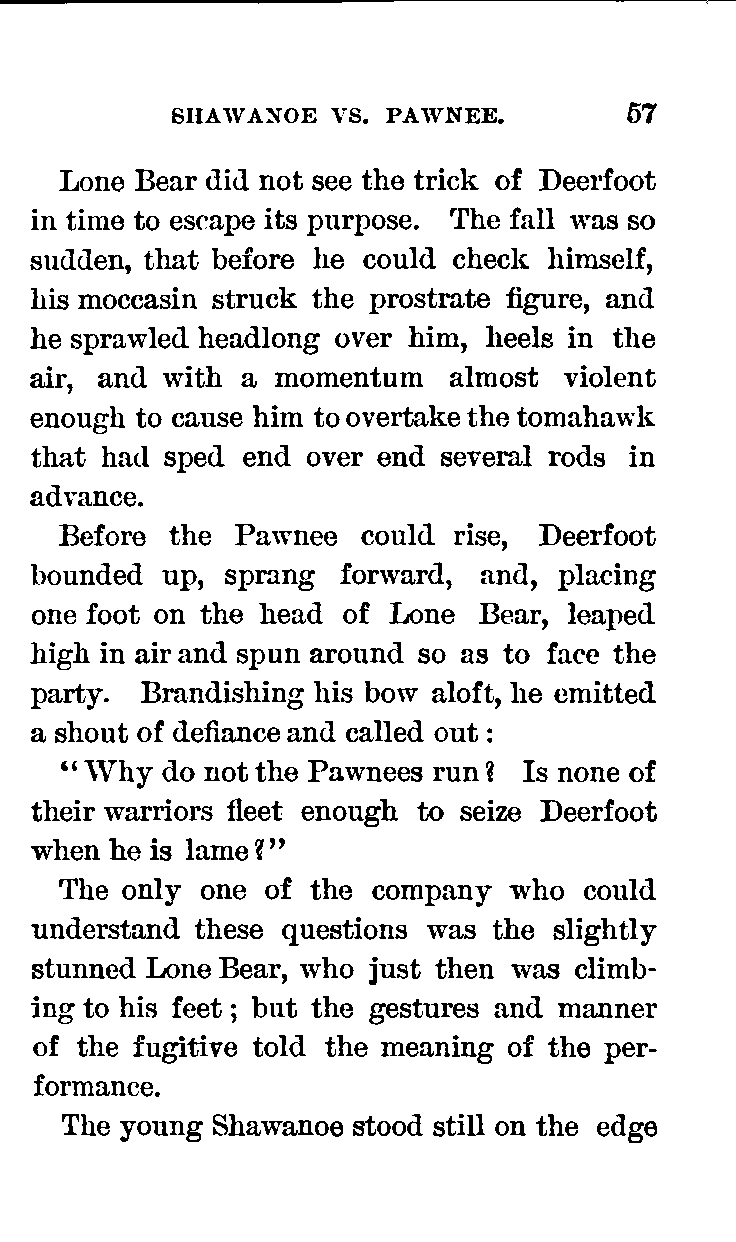 SHAWANOE VS. PAWNEE. 57
Lone Bear did not see the trick of Deerfoot
in time to escape its purpose. The fall was so
sudden, that before he could check himself,
his moccasin struck the prostrate figure, and
he sprawled headlong over him, heels in the
air, and with a momentum almost violent
enough to cause him to overtake the tomahawk
that had sped end over end several rods in
advance.
Before the Pawnee could rise, Deerfoot
bounded up, sprang forward, and, placing
one foot on the head of Lone Bear, leaped
high in air and spun around so as to face the
party. Brandishing his bow aloft, he emitted
a shout of defiance and called out :
“ Why do not the Pawnees run ? Is none of
their warriors fleet enough to seize Deerfoot
when he is lame ?”
The only one of the company who could
understand these questions was the slightly
stunned Lone Bear, who just then was climb-
ing to his feet ; but the gestures and manner
of the fugitive told the meaning of the per-
formance.
The young Shawanoe stood still on the edge